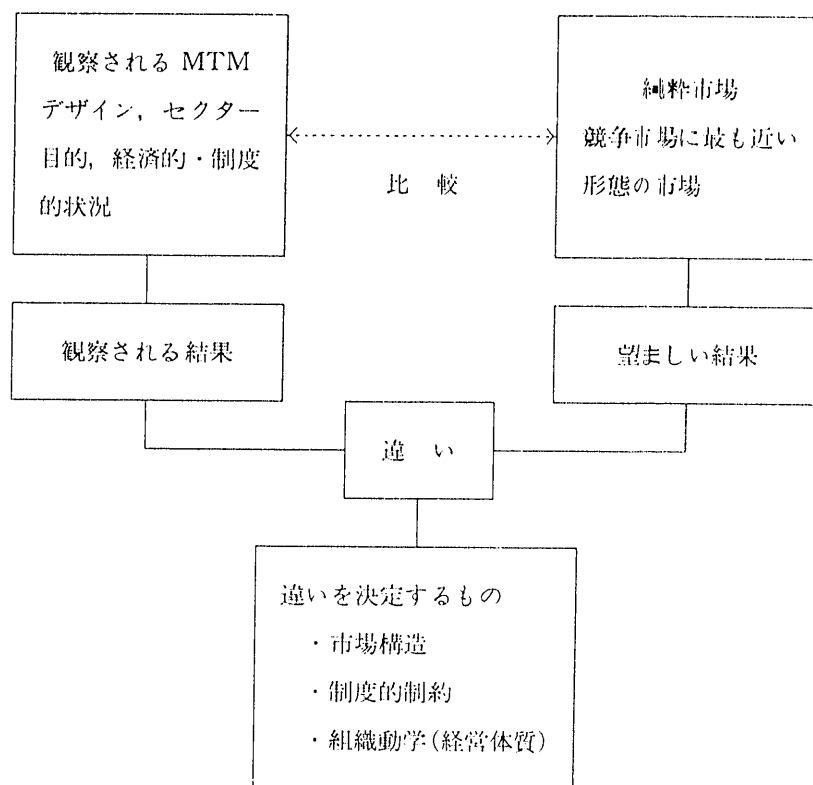 観察される MTM
デザイン，セクター
目的，経済的・制度
的状況
純粋市場
競争市場に最も近い
形態の市場
比 較
観察される結果
望ましい結果
違 い
違いを決定するもの
・市場構造
・制度的制約
・組織動学(経営体質)